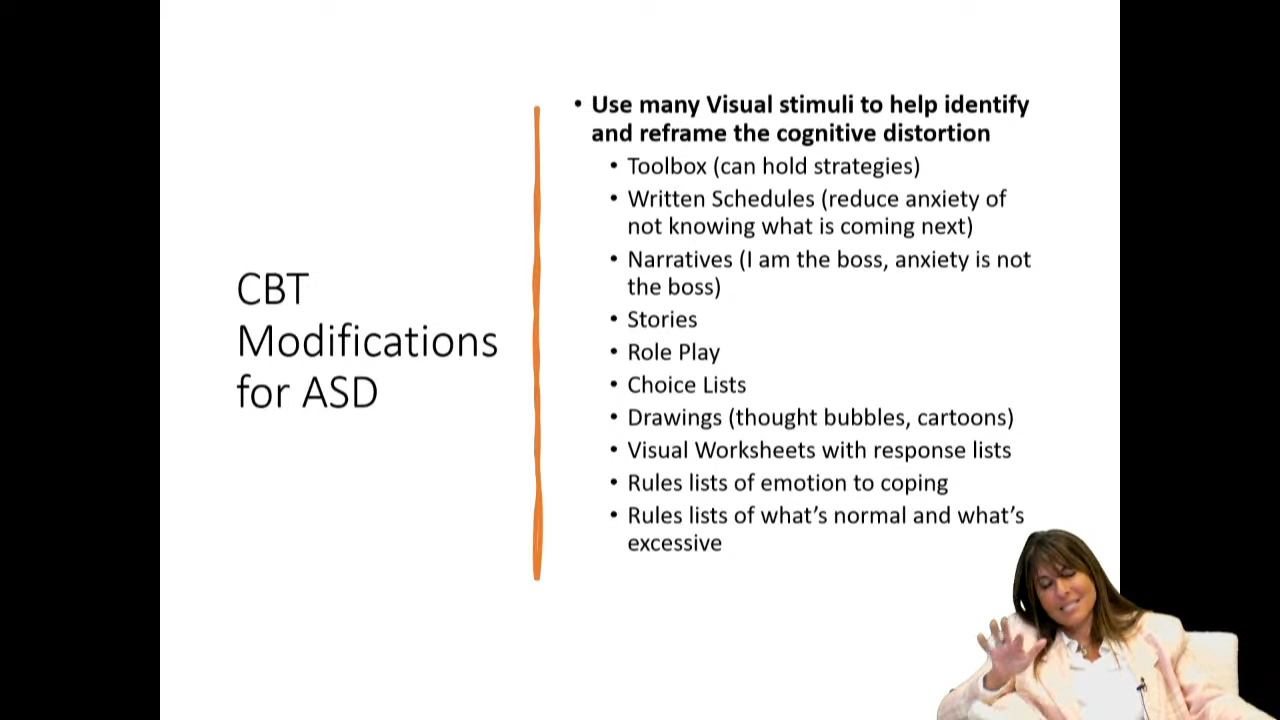 CBT
Modifications
for ASD
• Use many Visual stimuli to help identify
and reframe the cognitive distortion
• Toolbox (can hold strategies)
• Written Schedules (reduce anxiety of
not knowing what is coming next)
• Narratives (I am the boss, anxiety is not
the boss)
• Stories
• Role Play
• Choice Lists
• Drawings (thought bubbles, cartoons)
• Visual Worksheets with response lists
• Rules lists of emotion to coping
• Rules lists of what’s normal and what’s
excessive